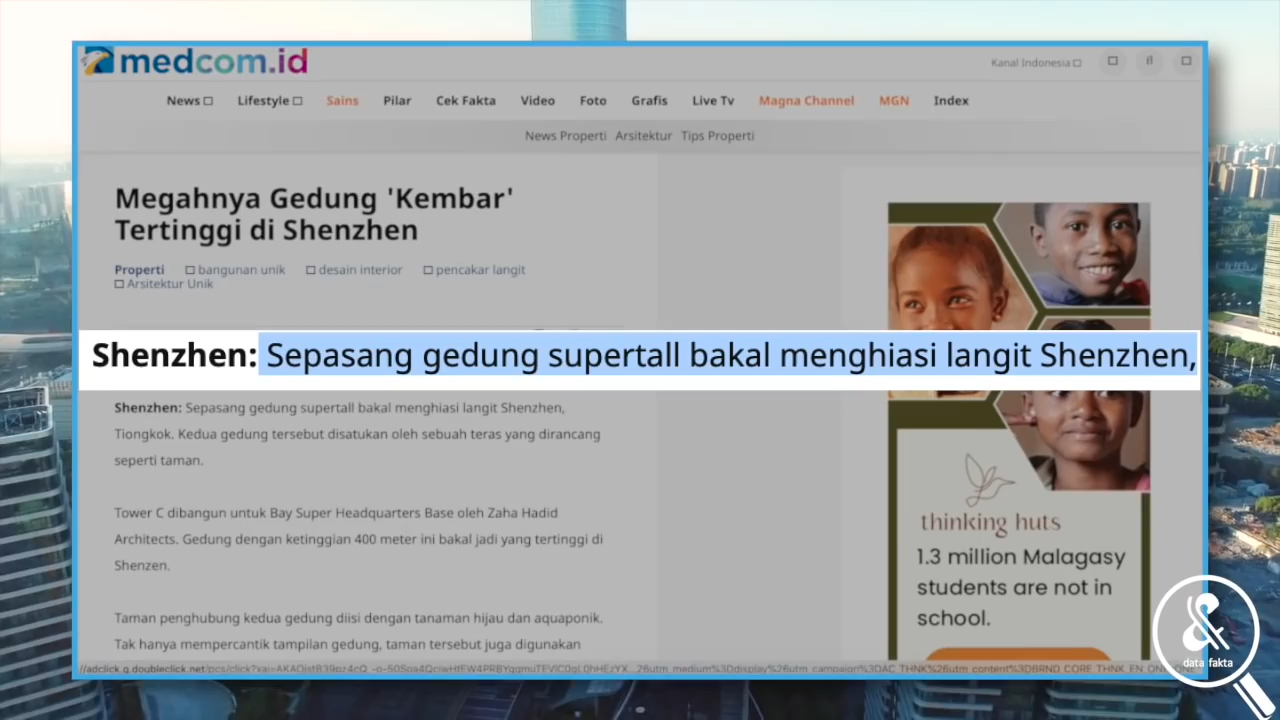 medcom.id
Kanal Indonesia
News Lifestyle Sains Pilar Cek Fakta Video Foto Grafis Live Tv Magna Channel MGN Index
News Properti Arsitektur Tips Properti
Megahnya Gedung 'Kembar'
Tertinggi di Shenzhen
Properti bangunan unik desain interior pencakar langit
Arsitektur Unik
Shenzhen: Sepasang gedung supertall bakal menghiasi langit Shenzhen,
Shenzhen: Sepasang gedung supertall bakal menghiasi langit Shenzhen,
Tiongkok. Kedua gedung tersebut disatukan oleh sebuah teras yang dirancang
seperti taman.
Tower C dibangun untuk Bay Super Headquarters Base oleh Zaha Hadid
Architects. Gedung dengan ketinggian 400 meter ini bakal jadi yang tertinggi di
Shenzen.
Taman penghubung kedua gedung diisi dengan tanaman hijau dan aquaponik.
Tak hanya mempercantik tampilan gedung, taman tersebut juga digunakan
thinking huts
1.3 million Malagasy
students are not in
school.
&
data fakta